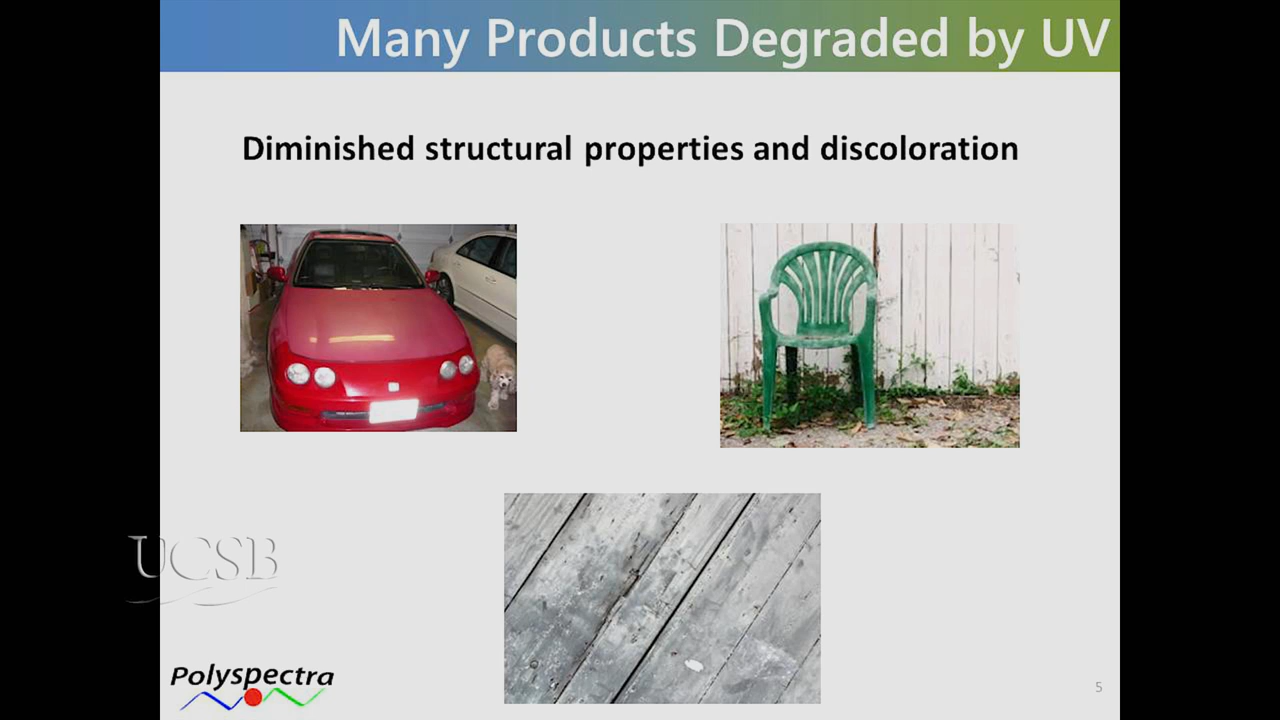 Many Products Degraded by UV
Diminished structural properties and discoloration
UCSB
Polyspectra
5